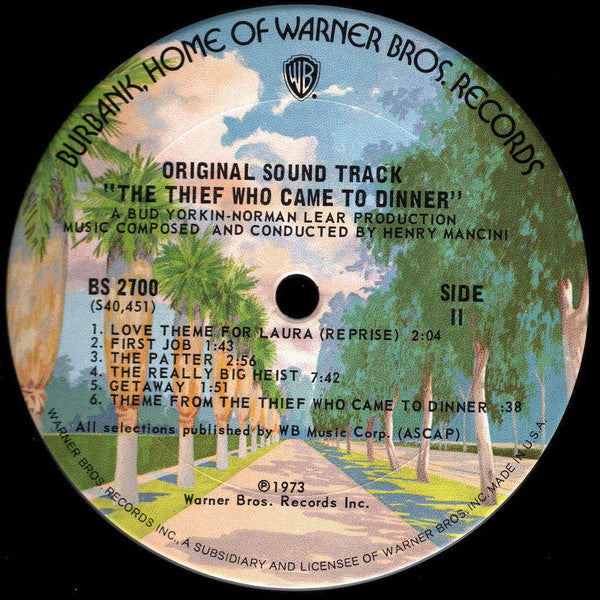 BURBANK, HOME OF WARNER BROS. RECORDS
WB
ORIGINAL SOUND TRACK
"THE THIEF WHO CAME TO DINNER"
A BUD YORKIN-NORMAN LEAR PRODUCTION
MUSIC COMPOSED AND CONDUCTED BY HENRY MANCINI
BS 2700
(S40,451)
SIDE
II
1. LOVE THEME FOR LAURA (REPRISE) 2:04
2. FIRST JOB 1:43
3. THE PATTER 2:56
4. THE REALLY BIG HEIST 7:42
5. GETAWAY 1:51
6. THEME FROM THE THIEF WHO CAME TO DINNER :38
All selections published by WB Music Corp. (ASCAP)
℗1973
Warner Bros. Records Inc.
WARNER BROS. RECORDS INC., A SUBSIDIARY AND LICENSEE OF WARNER BROS. INC. MADE IN U.S.A.